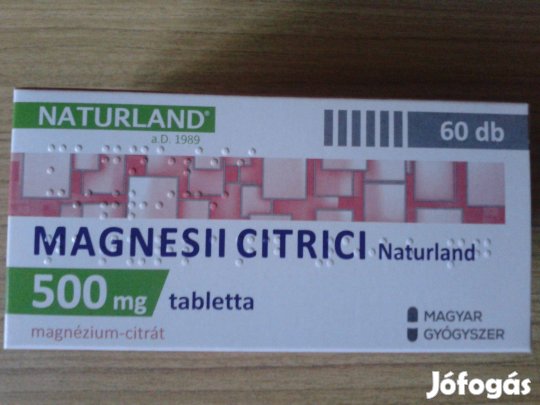 NATURLAND®
a.D. 1989
60 db
MAGNESII CITRICI Naturland
500 mg tabletta
magnézium-citrát
MAGYAR
GYÓGYSZER
Jófogás